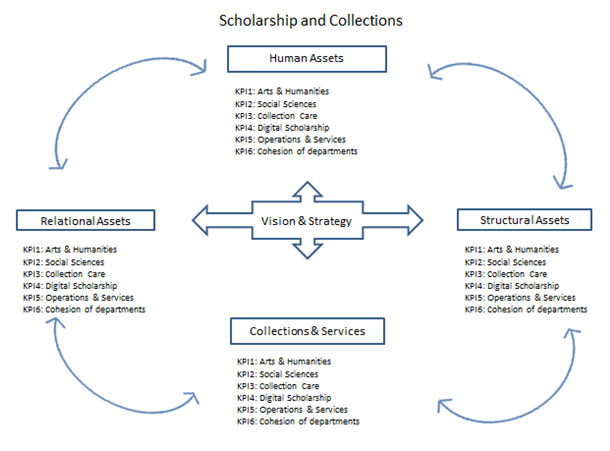 Scholarship and Collections
Human Assets
KPI1: Arts & Humanities
KPI2: Social Sciences
KPI3: Collection Care
KPI4: Digital Scholarship
KPI5: Operations & Services
KPI6: Cohesion of departments
Relational Assets
KPI1: Arts & Humanities
KPI2: Social Sciences
KPI3: Collection Care
KPI4: Digital Scholarship
KPI5: Operations & Services
KPI6: Cohesion of departments
Vision & Strategy
Structural Assets
KPI1: Arts & Humanities
KPI2: Social Sciences
KPI3: Collection Care
KPI4: Digital Scholarship
KPI5: Operations & Services
KPI6: Cohesion of departments
Collections & Services
KPI1: Arts & Humanities
KPI2: Social Sciences
KPI3: Collection Care
KPI4: Digital Scholarship
KPI5: Operations & Services
KPI6: Cohesion of departments